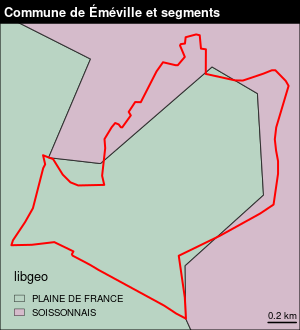 Commune de Éméville et segments
libgeo
PLAINE DE FRANCE
SOISSONNAIS
0.2 km